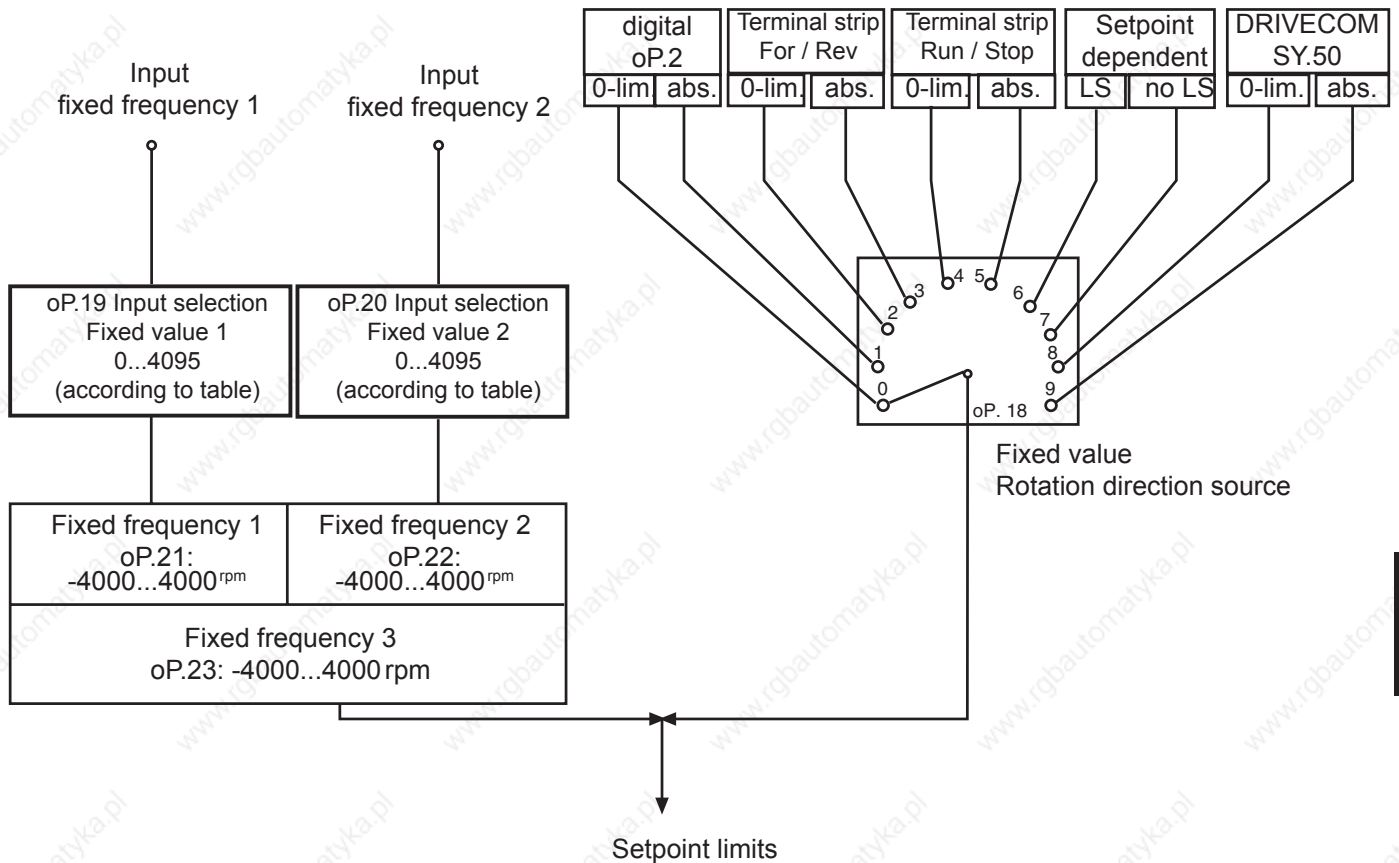 digital
oP.2
0-lim. abs.
Terminal strip
For / Rev
0-lim. abs.
Terminal strip
Run / Stop
0-lim. abs.
Setpoint
dependent
LS no LS
DRIVECOM
SY.50
0-lim. abs.
Input
fixed frequency 1
Input
fixed frequency 2
oP.19 Input selection
Fixed value 1
0...4095
(according to table)
oP.20 Input selection
Fixed value 2
0...4095
(according to table)
0
1
2
3
4
5
6
7
8
9
oP. 18
Fixed value
Rotation direction source
Fixed frequency 1
oP.21:
-4000...4000 rpm
Fixed frequency 2
oP.22:
-4000...4000 rpm
Fixed frequency 3
oP.23: -4000...4000 rpm
Setpoint limits
www.rgbautomatyka.pl